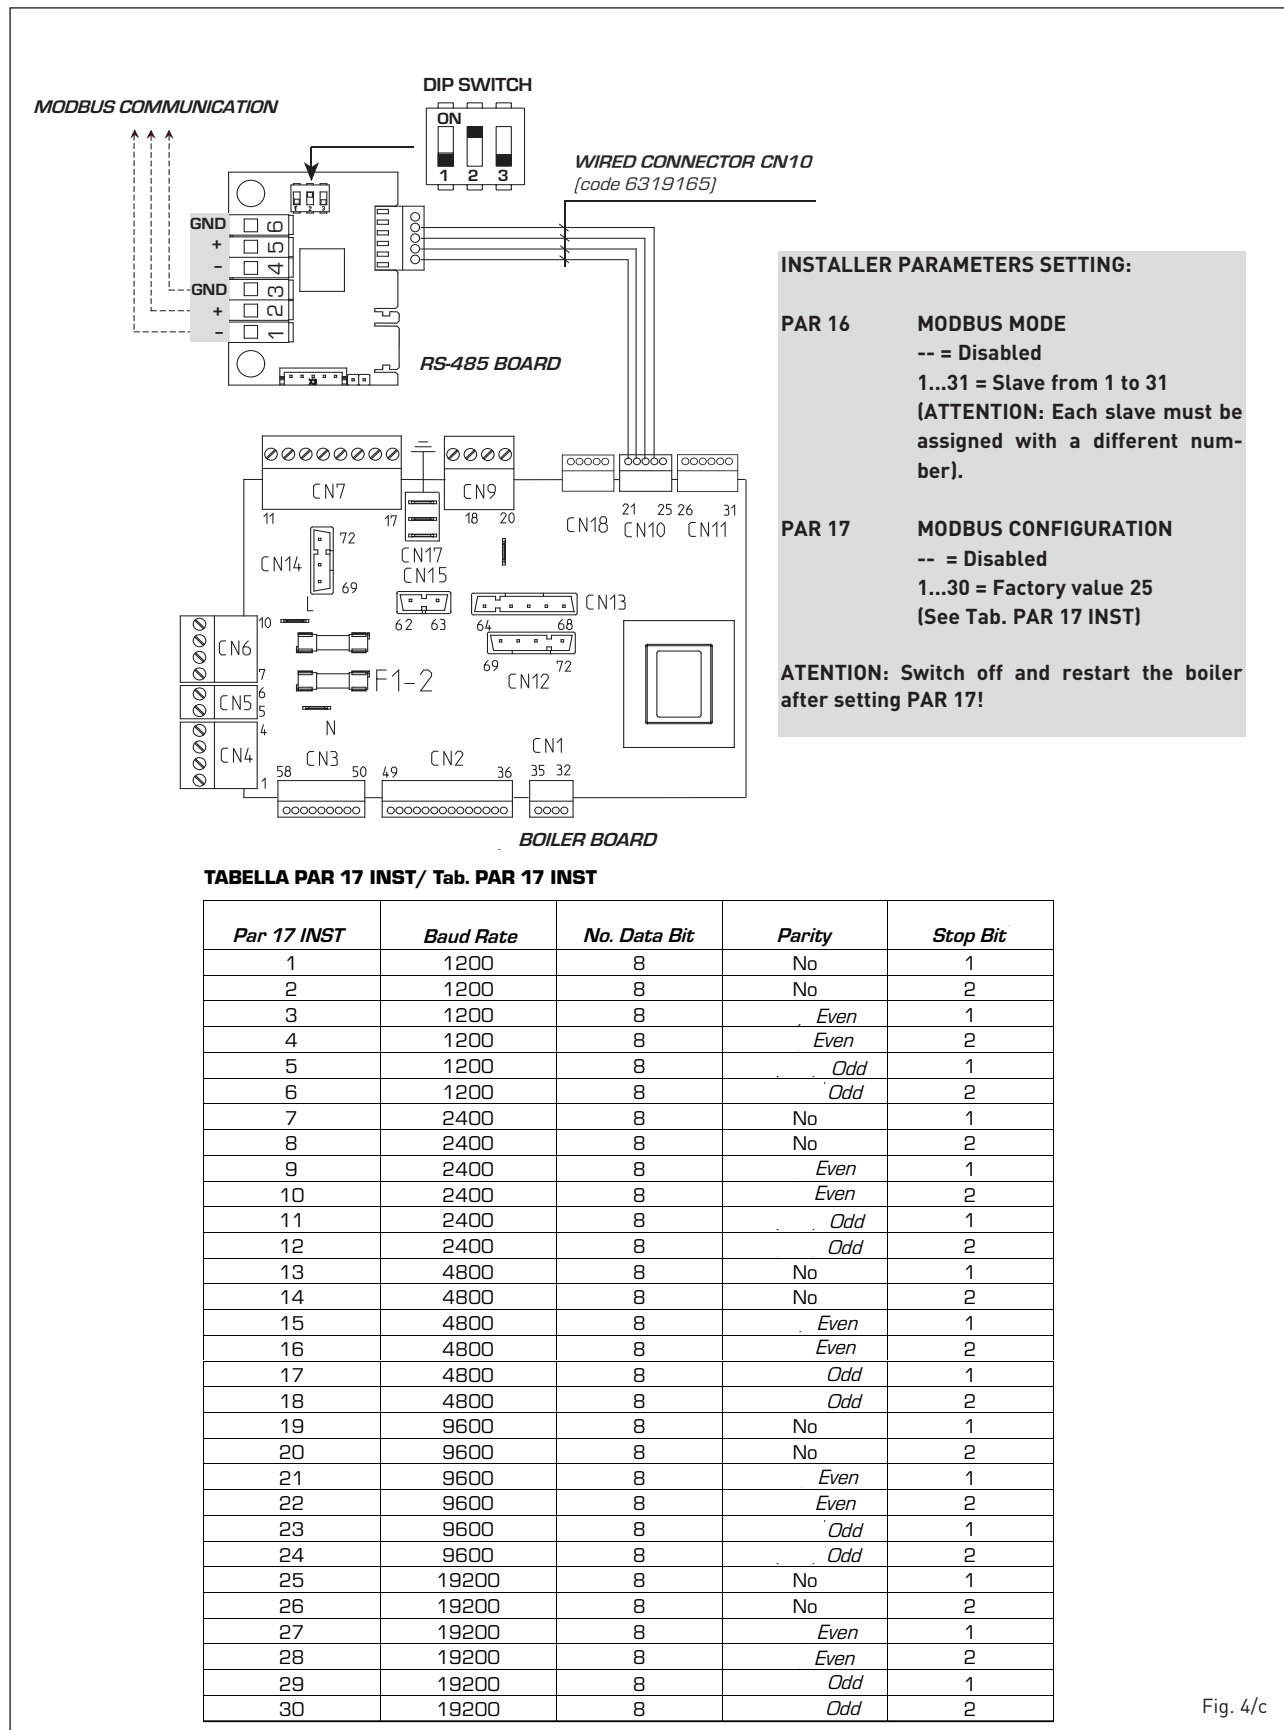 DIP SWITCH
MODBUS COMMUNICATION
ON
1 2 3
WIRED CONNECTOR CN10
(code 6319165)
1 2 3
GND 6
+ 5
- 4
GND 3
+ 2
- 1
RS-485 BOARD
INSTALLER PARAMETERS SETTING:
PAR 16 MODBUS MODE
-- = Disabled
1...31 = Slave from 1 to 31
(ATTENTION: Each slave must be
assigned with a different num-
ber).
PAR 17 MODBUS CONFIGURATION
-- = Disabled
1...30 = Factory value 25
(See Tab. PAR 17 INST)
ATENTION: Switch off and restart the boiler
after setting PAR 17!
CN7 CN9
11 17 18 20 21 25 26 31
CN18 CN10 CN11
CN14 72 CN17
CN15
69
L
62 63 64 68 CN13
10
CN6
7
69 72
CN12
F1-2
6
CN5
5
N
4
CN4
1
CN3 CN2 CN1
58 50 49 36 35 32
BOILER BOARD
TABELLA PAR 17 INST/ Tab. PAR 17 INST
Par 17 INST Baud Rate No. Data Bit Parity Stop Bit
1 1200 8 No 1
2 1200 8 No 2
3 1200 8 Even 1
4 1200 8 Even 2
5 1200 8 Odd 1
6 1200 8 Odd 2
7 2400 8 No 1
8 2400 8 No 2
9 2400 8 Even 1
10 2400 8 Even 2
11 2400 8 Odd 1
12 2400 8 Odd 2
13 4800 8 No 1
14 4800 8 No 2
15 4800 8 Even 1
16 4800 8 Even 2
17 4800 8 Odd 1
18 4800 8 Odd 2
19 9600 8 No 1
20 9600 8 No 2
21 9600 8 Even 1
22 9600 8 Even 2
23 9600 8 Odd 1
24 9600 8 Odd 2
25 19200 8 No 1
26 19200 8 No 2
27 19200 8 Even 1
28 19200 8 Even 2
29 19200 8 Odd 1
30 19200 8 Odd 2
Fig. 4/c